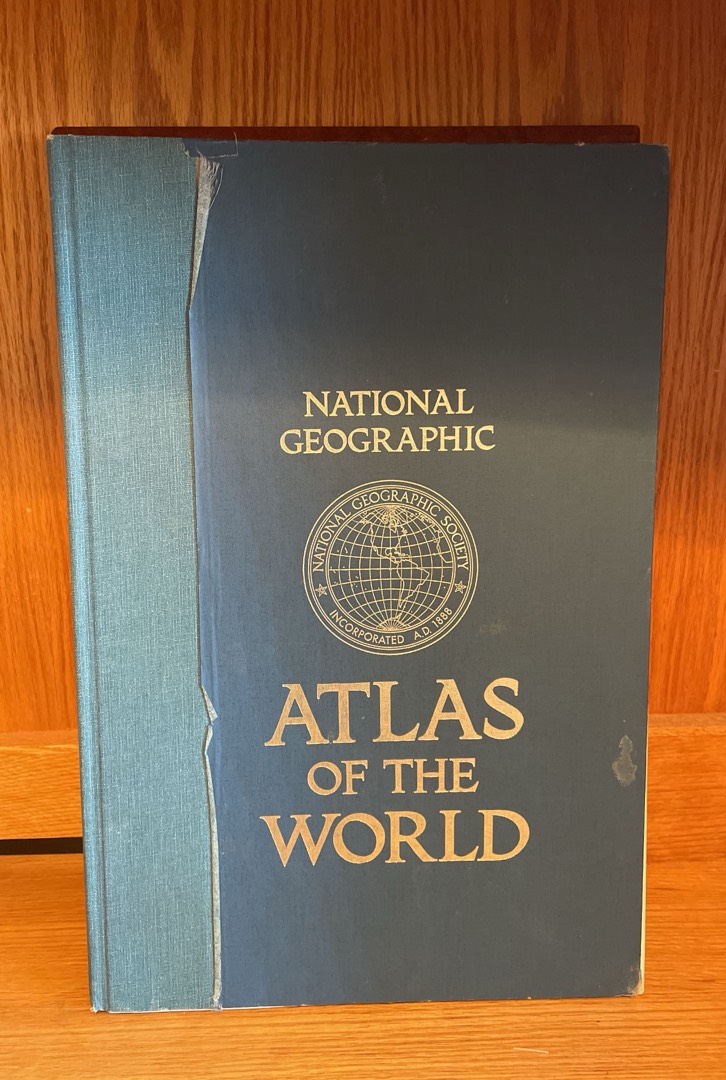 NATIONAL
GEOGRAPHIC
NATIONAL GEOGRAPHIC SOCIETY
INCORPORATED A.D. 1888
ATLAS
OF THE
WORLD